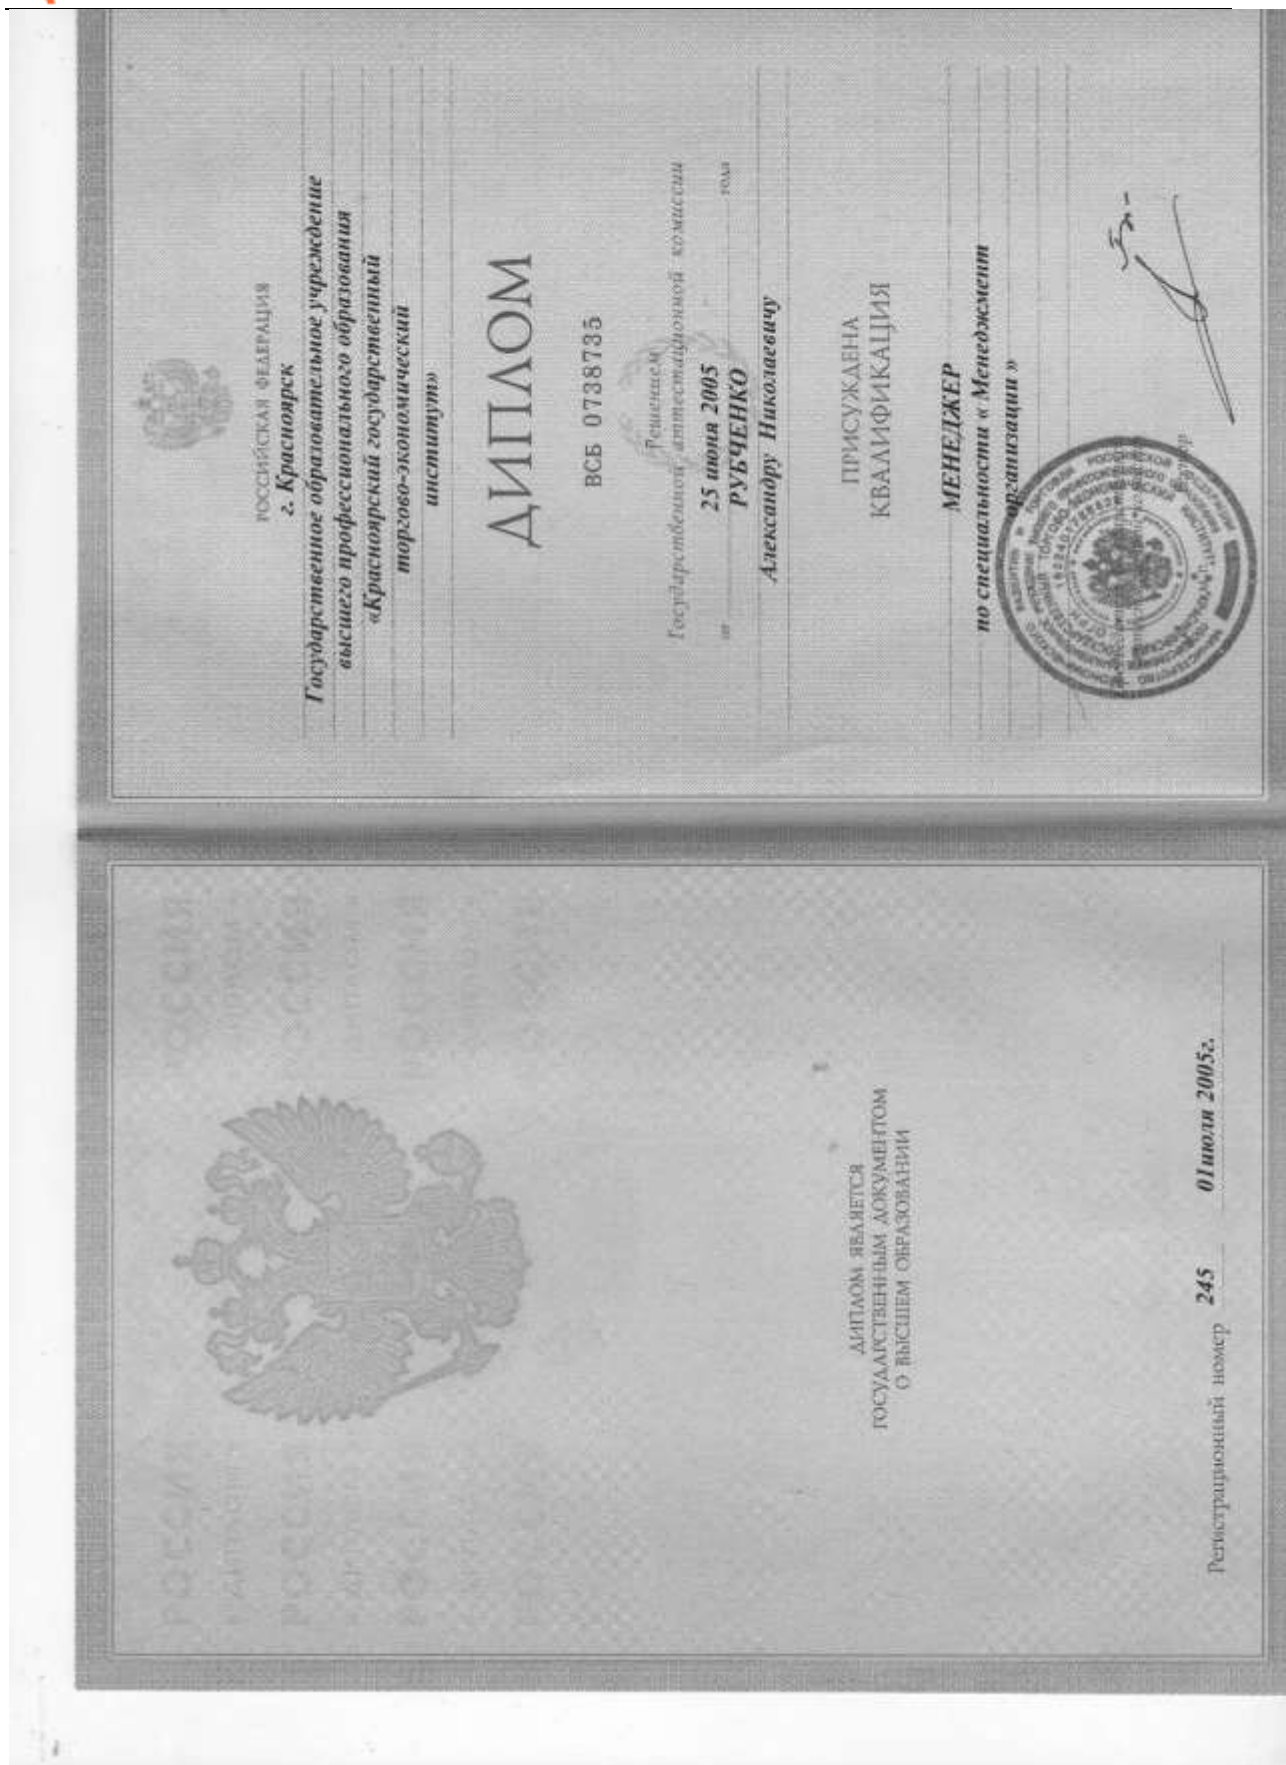 ДИПЛОМ ЯВЛЯЕТСЯ
ГОСУДАРСТВЕННЫМ ДОКУМЕНТОМ
О ВЫСШЕМ ОБРАЗОВАНИИ
Регистрационный номер 245 01июля 2005г.
РОССИЙСКАЯ ФЕДЕРАЦИЯ
г. Красноярск
Государственное образовательное учреждение
высшего профессионального образования
«Красноярский государственный
торгово-экономический
институт»
ДИПЛОМ
ВСБ 0738735
Решением
Государственной аттестационной комиссии
от 25 июня 2005 года
РУБЧЕНКО
Александру Николаевичу
ПРИСУЖДЕНА
КВАЛИФИКАЦИЯ
МЕНЕДЖЕР
по специальности « Менеджмент
организации »